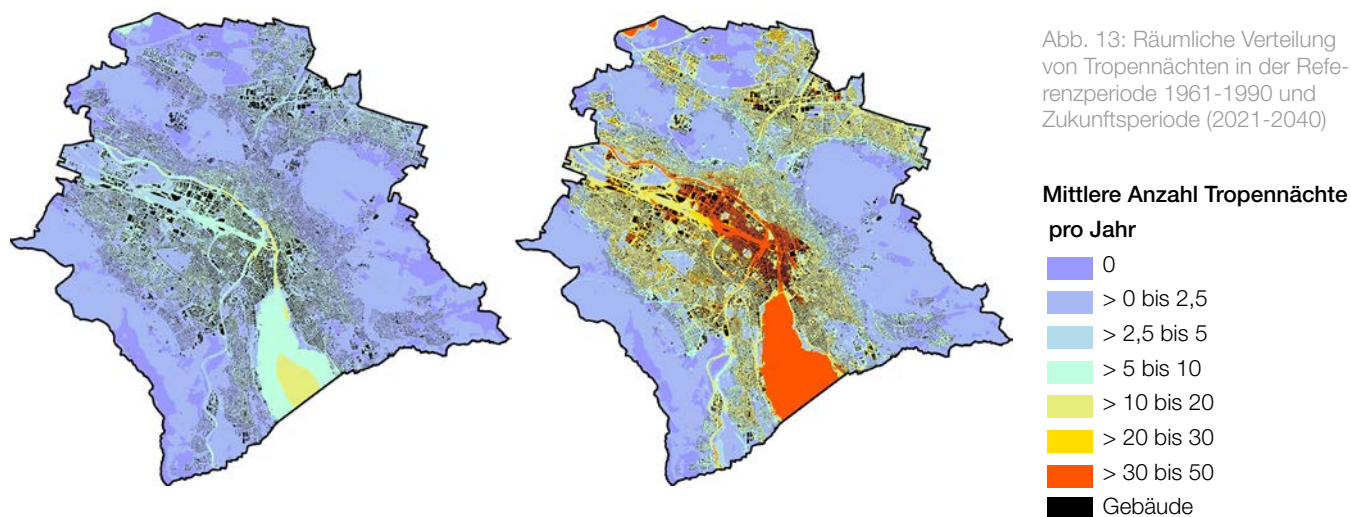 Abb. 13: Räumliche Verteilung
von Tropennächten in der Refe-
renzperiode 1961-1990 und
Zukunftsperiode (2021-2040)
Mittlere Anzahl Tropennächte
pro Jahr
0
> 0 bis 2,5
> 2,5 bis 5
> 5 bis 10
> 10 bis 20
> 20 bis 30
> 30 bis 50
Gebäude